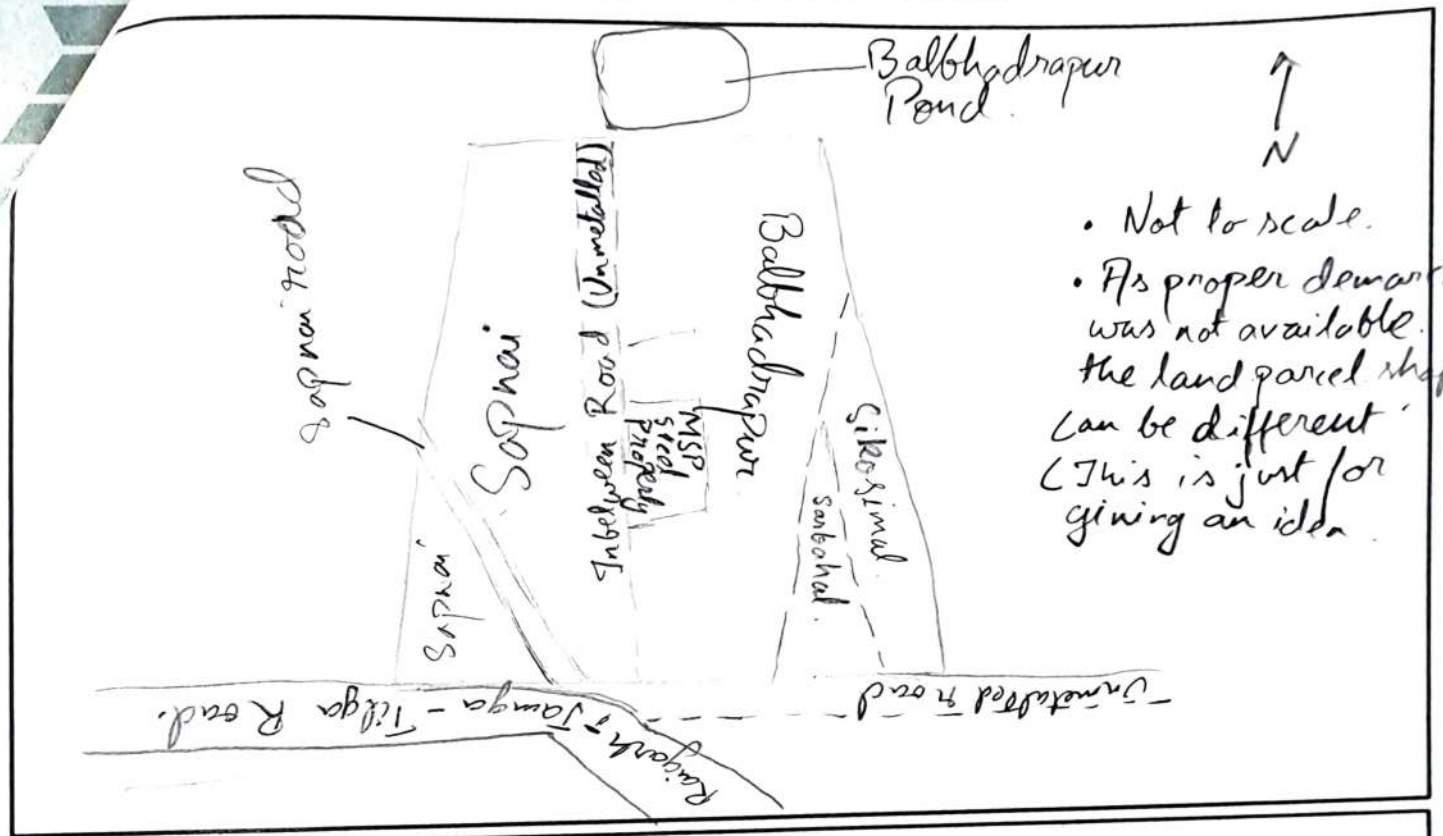 Balbhadrapur
Pond.
N
sapnai road
Sapnai
Inbetween Road (Unmetalled)
MSP
steel
property
Balbhadrapur
Sikosimal.
sarbahal.
Sapnai
• Not to scale.
• As proper demar
was not available.
the land parcel shap
can be different
(This is just for
giving an idea.
Raigarh - Jamga - Tilga Road.
Unmetalled road